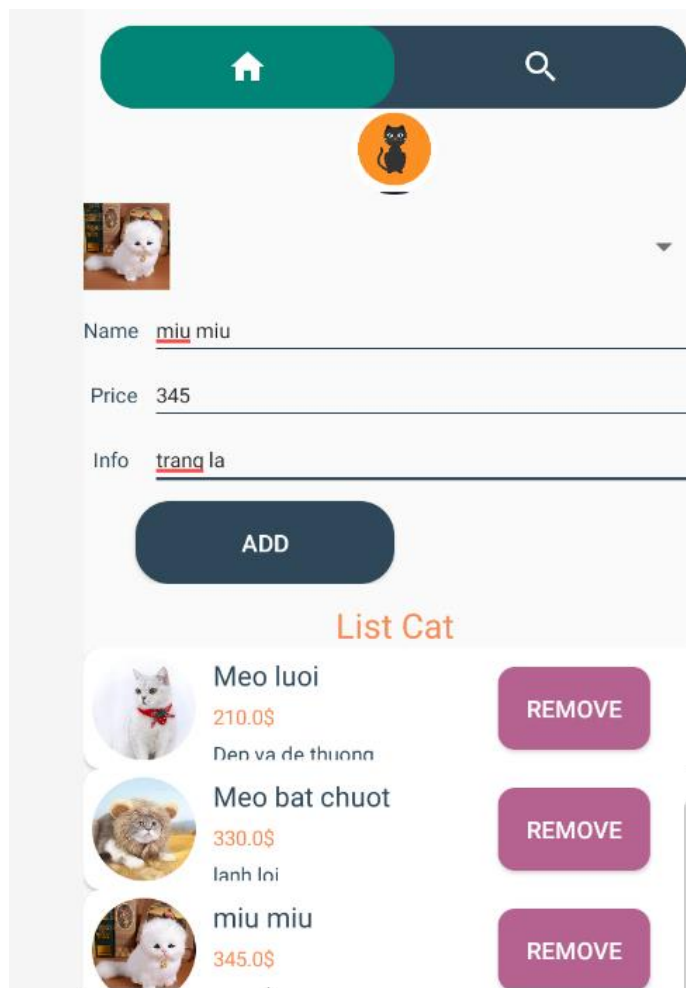 Name miu miu
Price 345
Info trang la
ADD
List Cat
Meo luoi
210.0$
REMOVE
Dep va de thuong
Meo bat chuot
330.0$
REMOVE
lanh loi
miu miu
345.0$
REMOVE